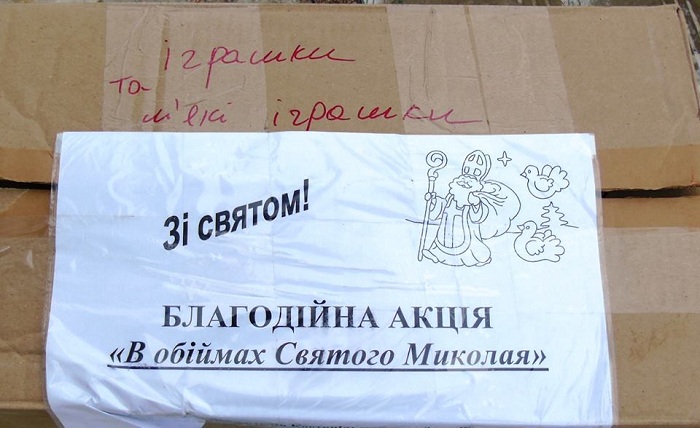 іграшки
та
м'які іграшки
Зі святом!
БЛАГОДІЙНА АКЦІЯ
«В обіймах Святого Миколая»